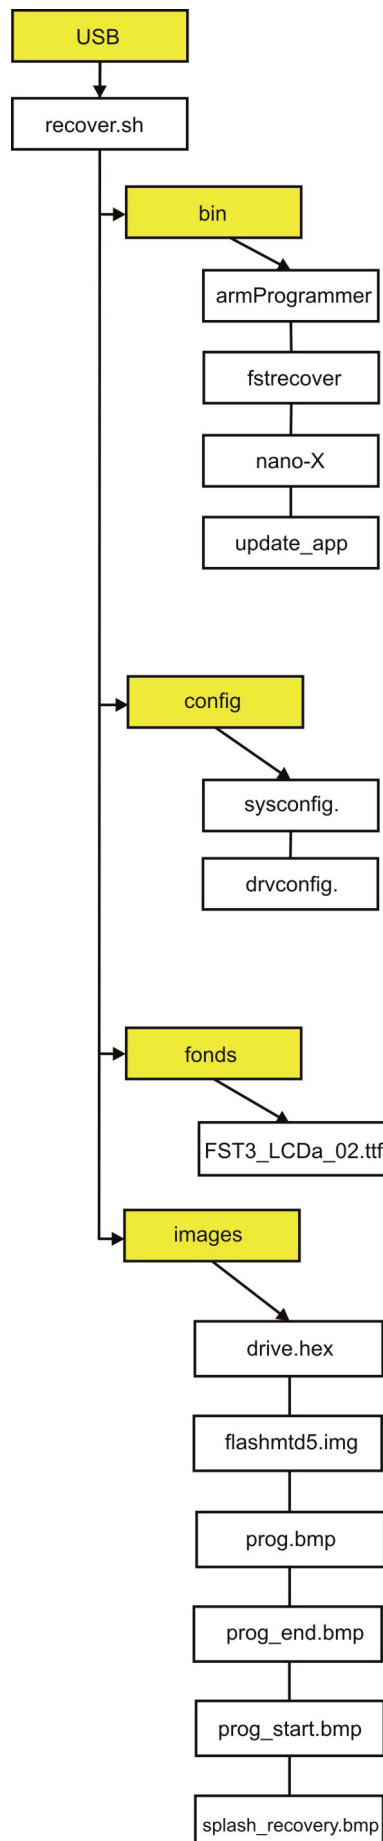 USB
recover.sh
bin
armProgrammer
fstrecover
nano-X
update_app
config
sysconfig.
drvconfig.
fonds
FST3_LCDa_02.ttf
images
drive.hex
flashmtd5.img
prog.bmp
prog_end.bmp
prog_start.bmp
splash_recovery.bmp